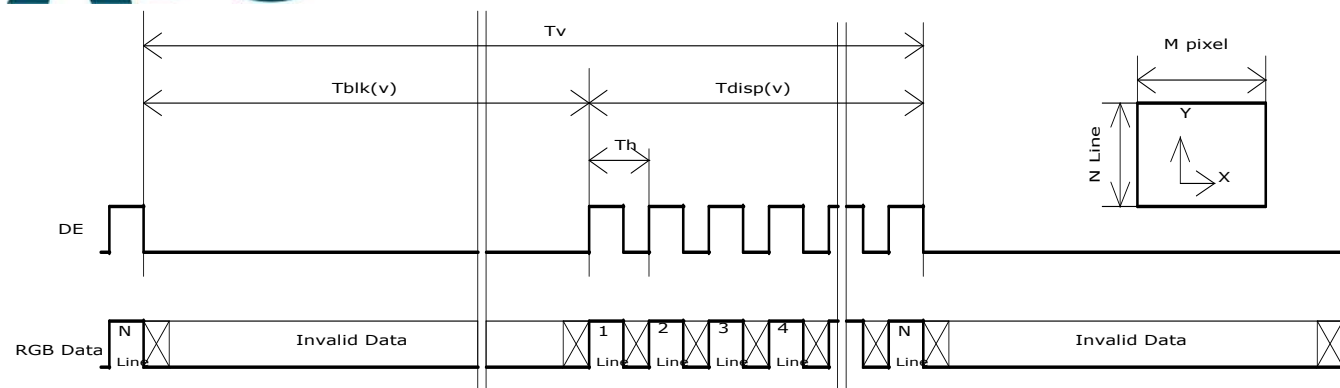 Tv
M pixel
Tblk(v)
Tdisp(v)
Th
N Line
Y
X
DE
RGB Data
N
Line
Invalid Data
1
Line
2
Line
3
Line
4
Line
N
Line
Invalid Data